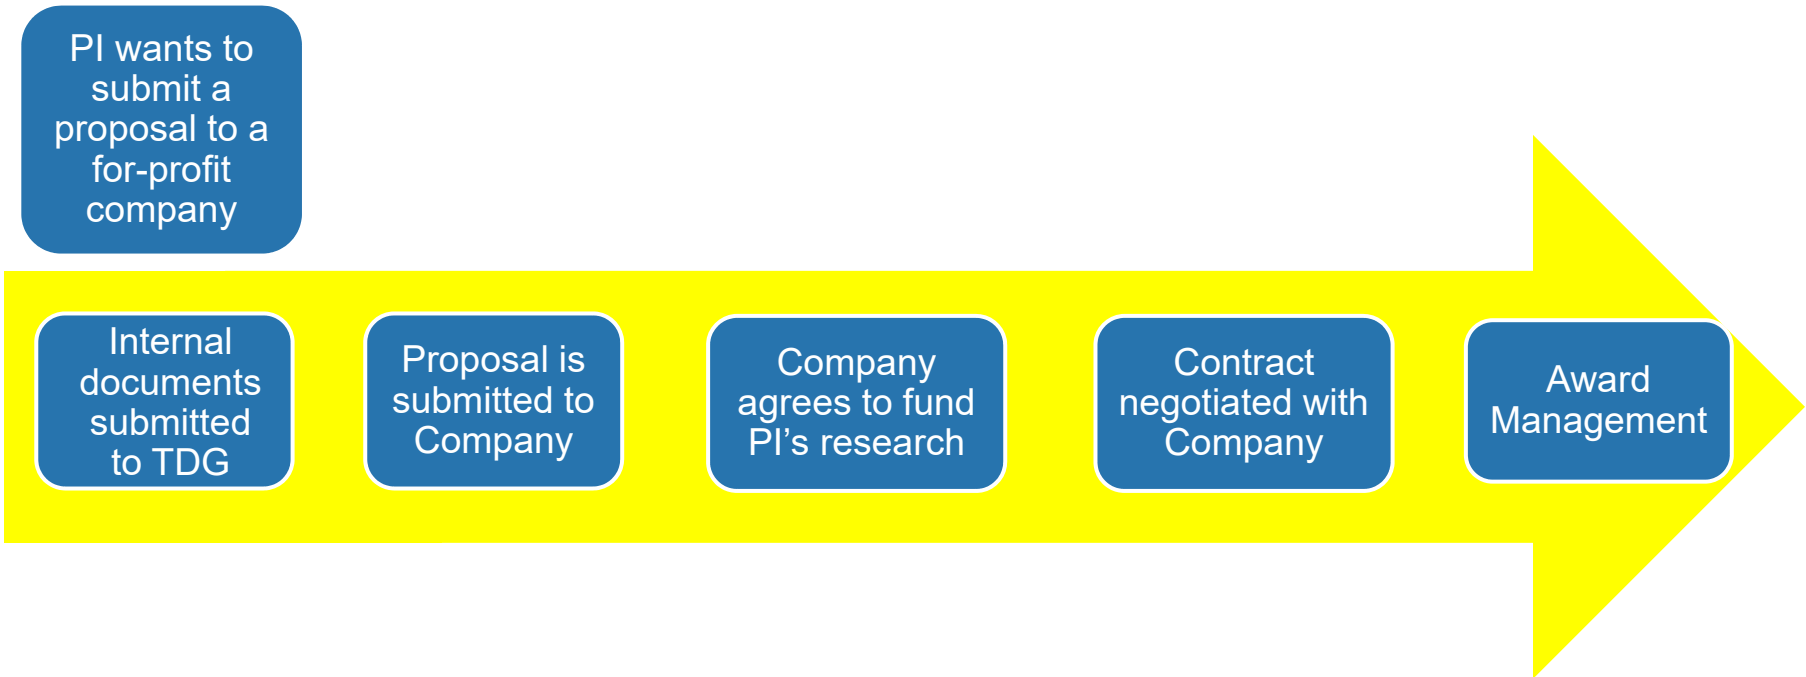 PI wants to
submit a
proposal to a
for-profit
company
Internal
documents
submitted
to TDG
Proposal is
submitted to
Company
Company
agrees to fund
PI’s research
Contract
negotiated with
Company
Award
Management